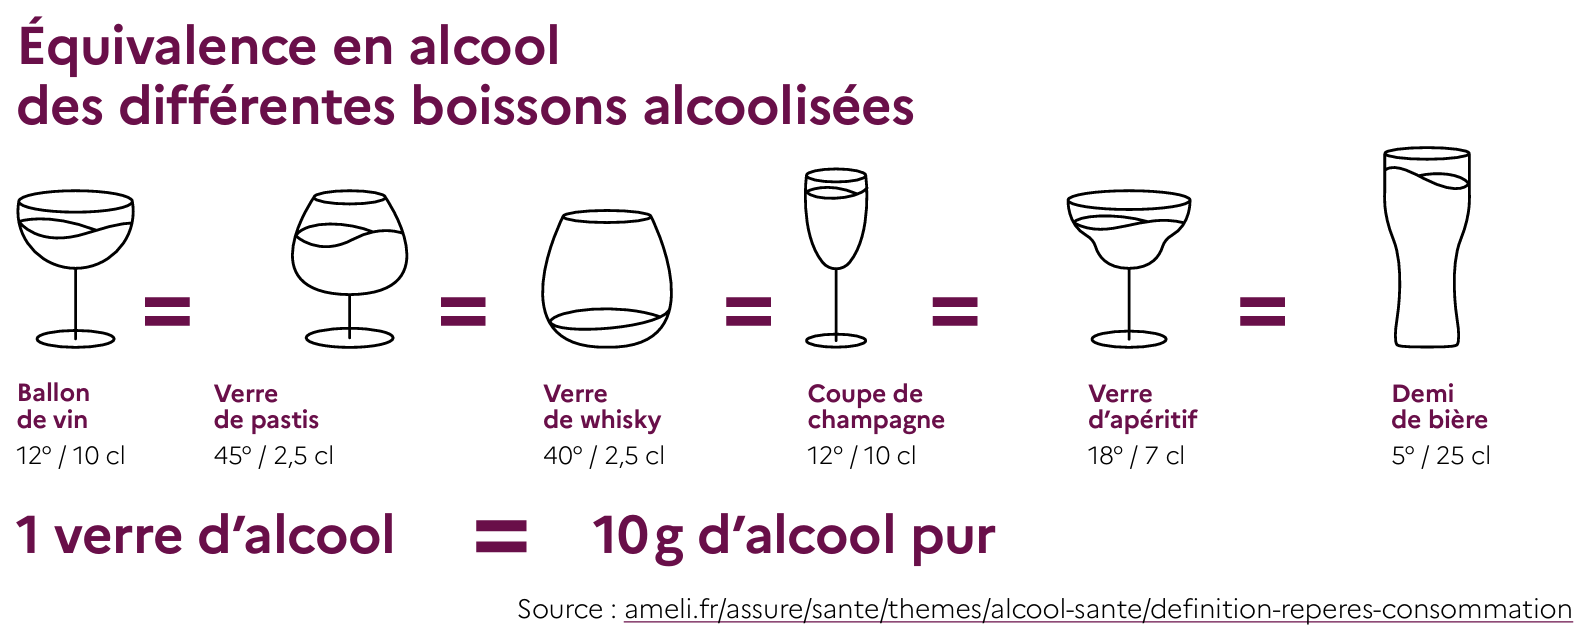 Équivalence en alcool
des différentes boissons alcoolisées
=
=
=
=
=
Ballon
de vin
12° / 10 cl
Verre
de pastis
45° / 2,5 cl
Verre
de whisky
40° / 2,5 cl
Coupe de
champagne
12° / 10 cl
Verre
d’apéritif
18° / 7 cl
Demi
de bière
5° / 25 cl
1 verre d’alcool = 10 g d’alcool pur
Source : ameli.fr/assure/sante/themes/alcool-sante/definition-reperes-consommation